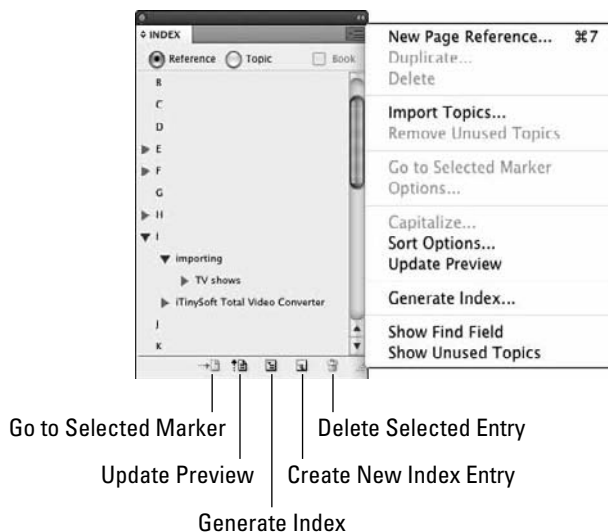 INDEX
Reference Topic Book
B
C
D
E
F
G
H
I
importing
TV shows
iTinySoft Total Video Converter
J
K
New Page Reference... ⌘7
Duplicate...
Delete
Import Topics...
Remove Unused Topics
Go to Selected Marker
Options...
Capitalize...
Sort Options...
Update Preview
Generate Index...
Show Find Field
Show Unused Topics
Go to Selected Marker Delete Selected Entry
Update Preview Create New Index Entry
Generate Index